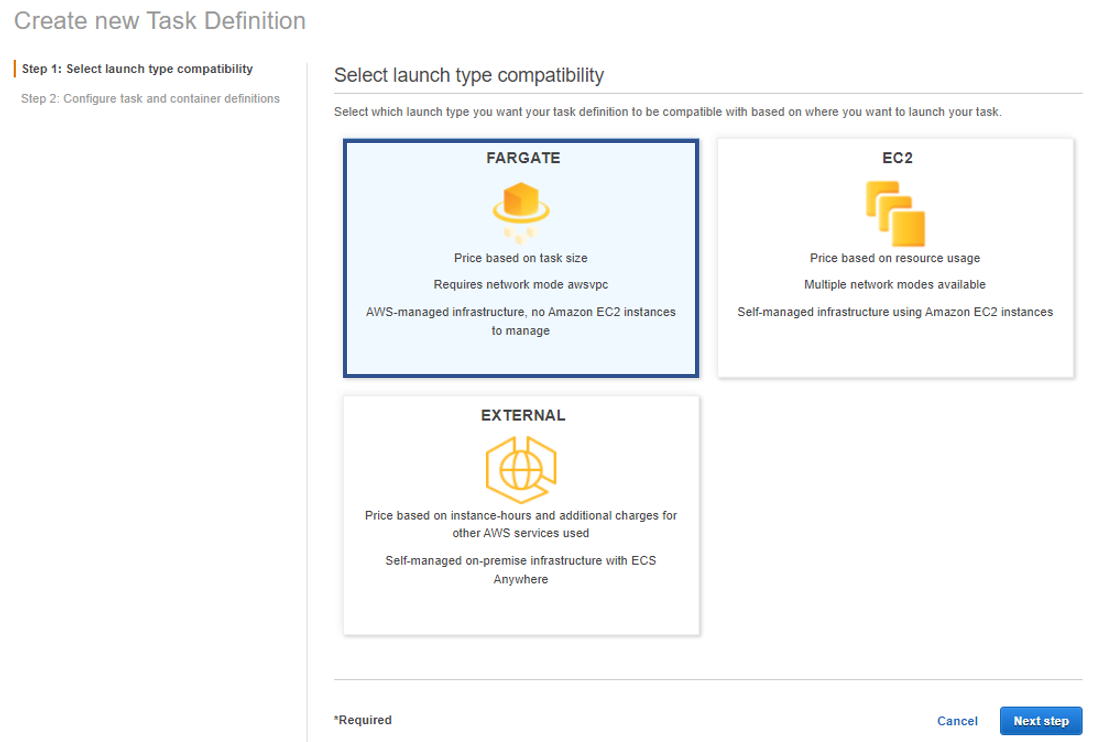 Create new Task Definition
Step 1: Select launch type compatibility
Step 2: Configure task and container definitions
Select launch type compatibility
Select which launch type you want your task definition to be compatible with based on where you want to launch your task.
FARGATE
Price based on task size
Requires network mode awsvpc
AWS-managed infrastructure, no Amazon EC2 instances
to manage
EC2
Price based on resource usage
Multiple network modes available
Self-managed infrastructure using Amazon EC2 instances
EXTERNAL
Price based on instance-hours and additional charges for
other AWS services used
Self-managed on-premise infrastructure with ECS
Anywhere
*Required
Cancel
Next step